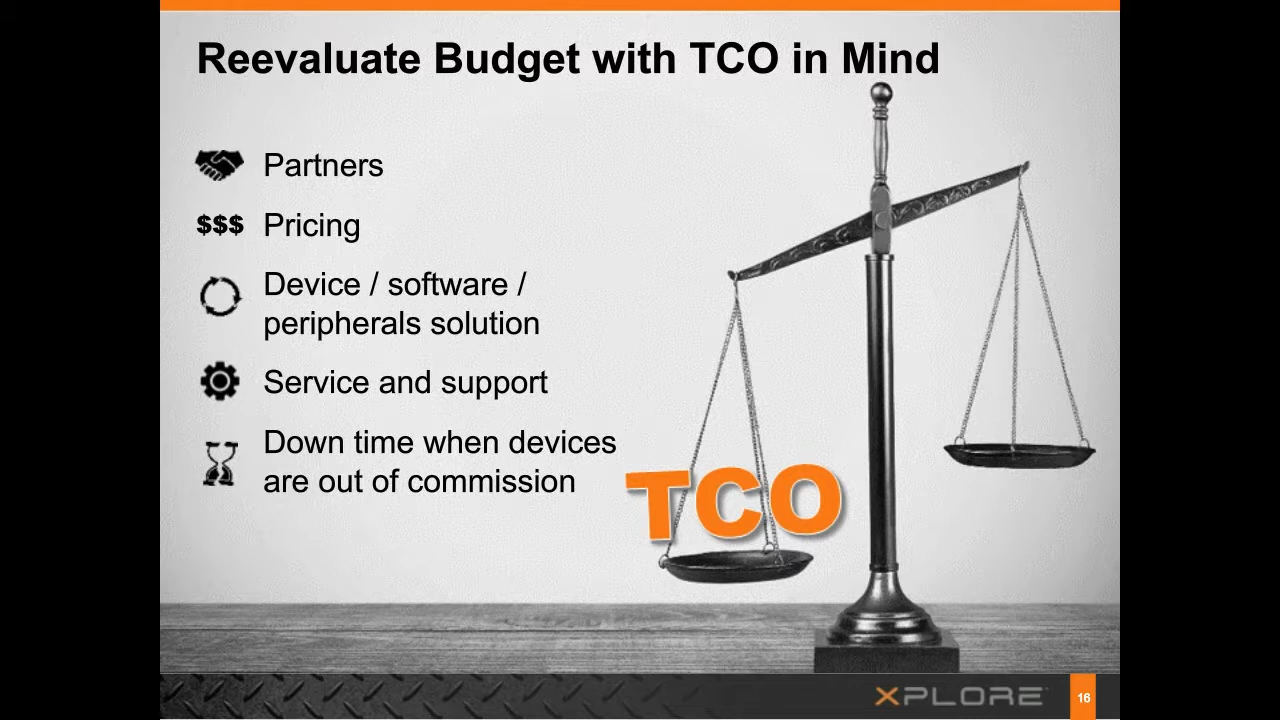 Reevaluate Budget with TCO in Mind
Partners
$$$ Pricing
Device / software /
peripherals solution
Service and support
Down time when devices
are out of commission
TCO
XPLORE
16